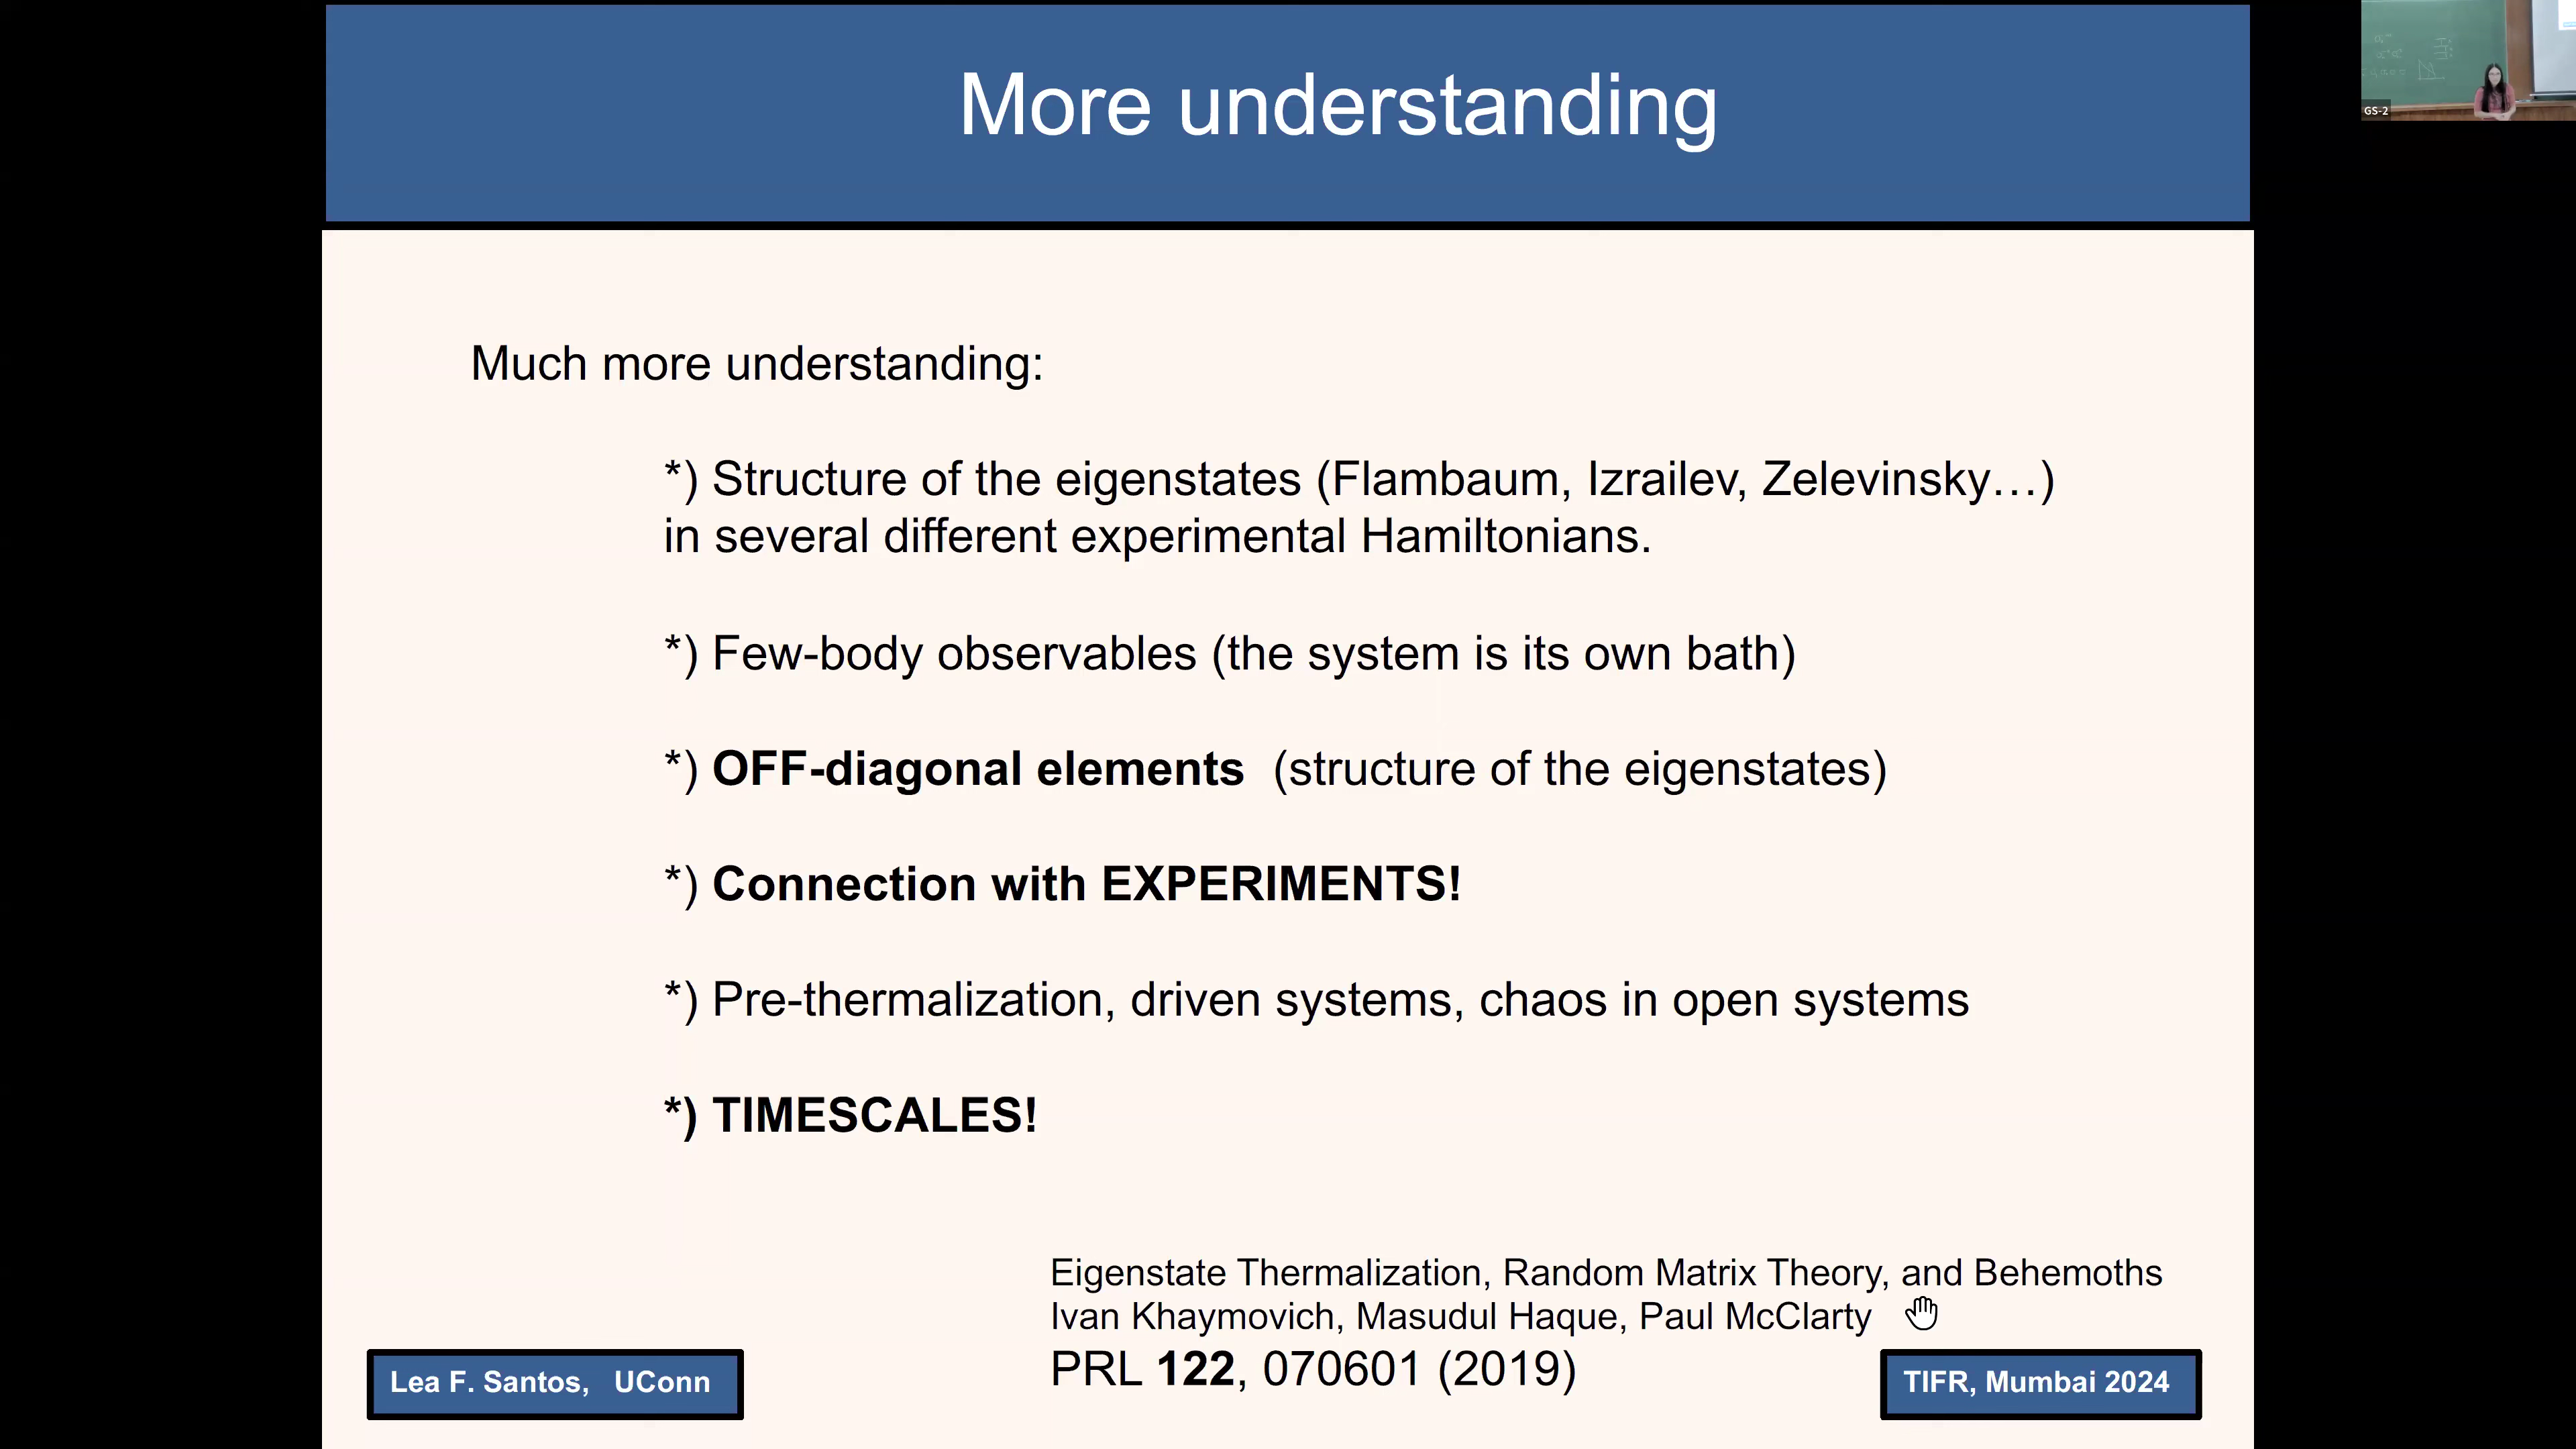 More understanding
GS-2
Much more understanding:
*) Structure of the eigenstates (Flambaum, Izrailev, Zelevinsky…)
in several different experimental Hamiltonians.
*) Few-body observables (the system is its own bath)
*) OFF-diagonal elements (structure of the eigenstates)
*) Connection with EXPERIMENTS!
*) Pre-thermalization, driven systems, chaos in open systems
*) TIMESCALES!
Eigenstate Thermalization, Random Matrix Theory, and Behemoths
Ivan Khaymovich, Masudul Haque, Paul McClarty
PRL 122, 070601 (2019)
Lea F. Santos, UConn
TIFR, Mumbai 2024